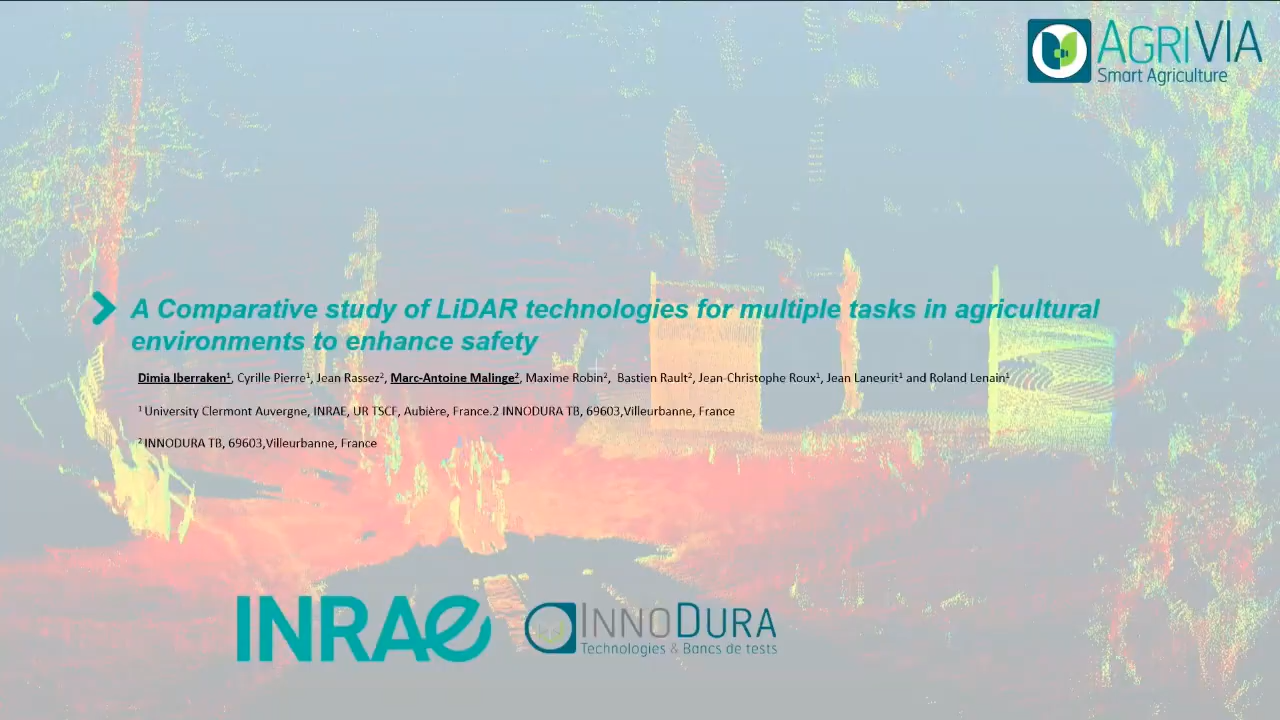 AGRIVIA
Smart Agriculture
A Comparative study of LiDAR technologies for multiple tasks in agricultural
environments to enhance safety
Dimia Iberraken¹, Cyrille Pierre¹, Jean Rassez², Marc-Antoine Malinge², Maxime Robin², Bastien Rault², Jean-Christophe Roux¹, Jean Laneurit¹ and Roland Lenain¹
¹ University Clermont Auvergne, INRAE, UR TSCF, Aubière, France.2 INNODURA TB, 69603,Villeurbanne, France
² INNODURA TB, 69603,Villeurbanne, France
INRAE
INNODURA
Technologies & Bancs de tests